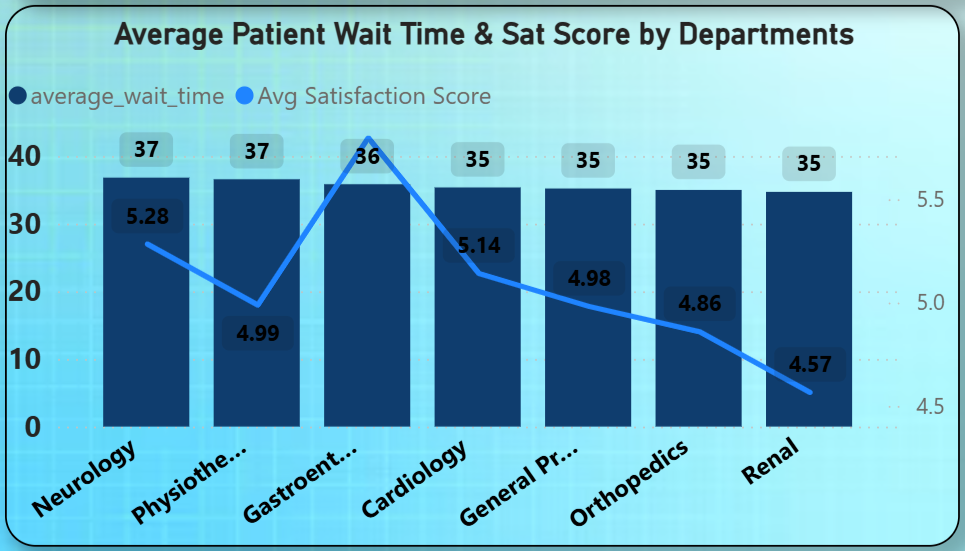 Average Patient Wait Time & Sat Score by Departments
average_wait_time Avg Satisfaction Score
37 37 36 35 35 35 35
40
30
20
10
0
5.5
5.0
4.5
5.28
4.99
5.14
4.98
4.86
4.57
Neurology
Physiothe...
Gastroent...
Cardiology
General Pr...
Orthopedics
Renal